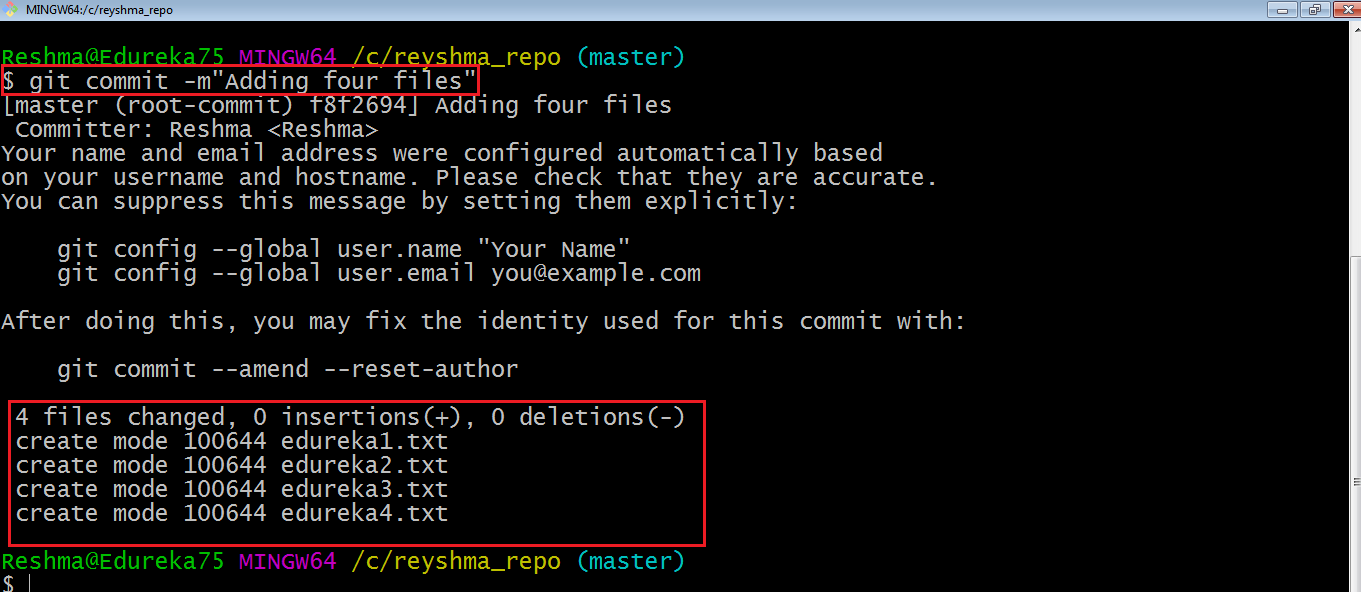 MINGW64:/c/reyshma_repo
Reshma@Edureka75 MINGW64 /c/reyshma_repo (master)
$ git commit -m"Adding four files"
[master (root-commit) f8f2694] Adding four files
 Committer: Reshma <Reshma>
Your name and email address were configured automatically based
on your username and hostname. Please check that they are accurate.
You can suppress this message by setting them explicitly:

    git config --global user.name "Your Name"
    git config --global user.email you@example.com

After doing this, you may fix the identity used for this commit with:

    git commit --amend --reset-author

 4 files changed, 0 insertions(+), 0 deletions(-)
 create mode 100644 edureka1.txt
 create mode 100644 edureka2.txt
 create mode 100644 edureka3.txt
 create mode 100644 edureka4.txt

Reshma@Edureka75 MINGW64 /c/reyshma_repo (master)
$